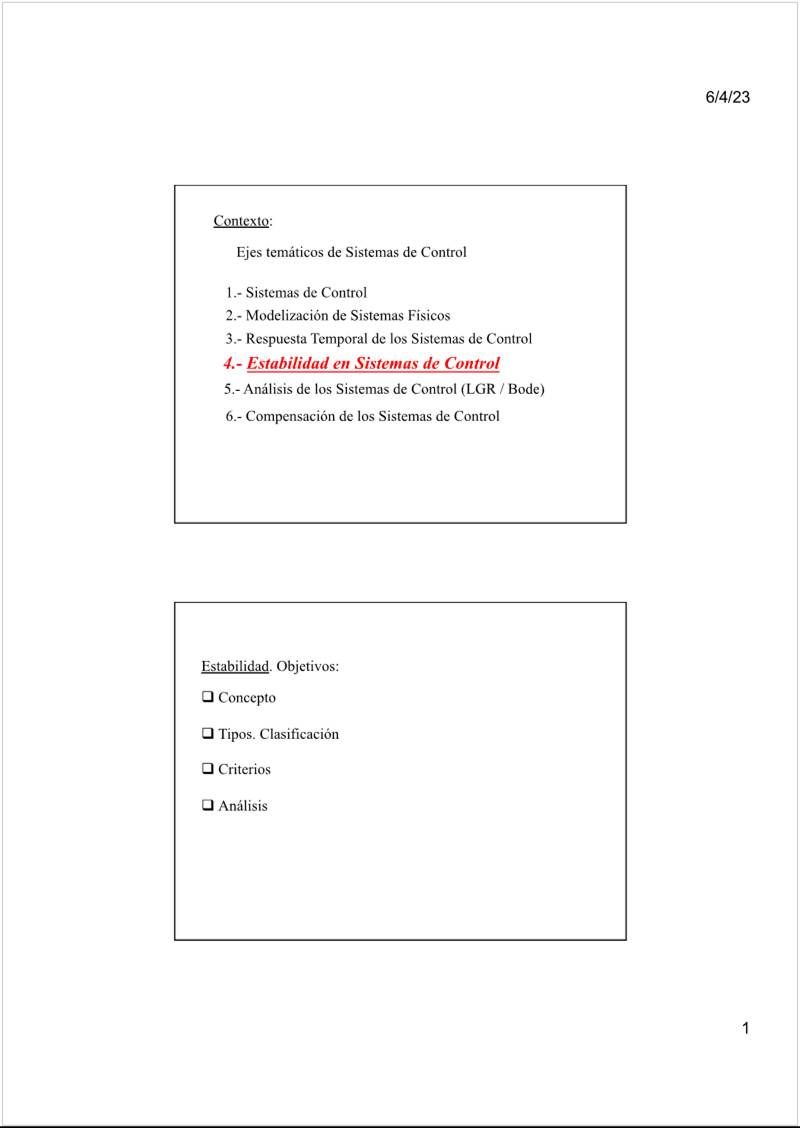 6/4/23
Contexto:
Ejes temáticos de Sistemas de Control
1.- Sistemas de Control
2.- Modelización de Sistemas Físicos
3.- Respuesta Temporal de los Sistemas de Control
4.- Estabilidad en Sistemas de Control
5.- Análisis de los Sistemas de Control (LGR / Bode)
6.- Compensación de los Sistemas de Control
Estabilidad. Objetivos:
❑ Concepto
❑ Tipos. Clasificación
❑ Criterios
❑ Análisis
1